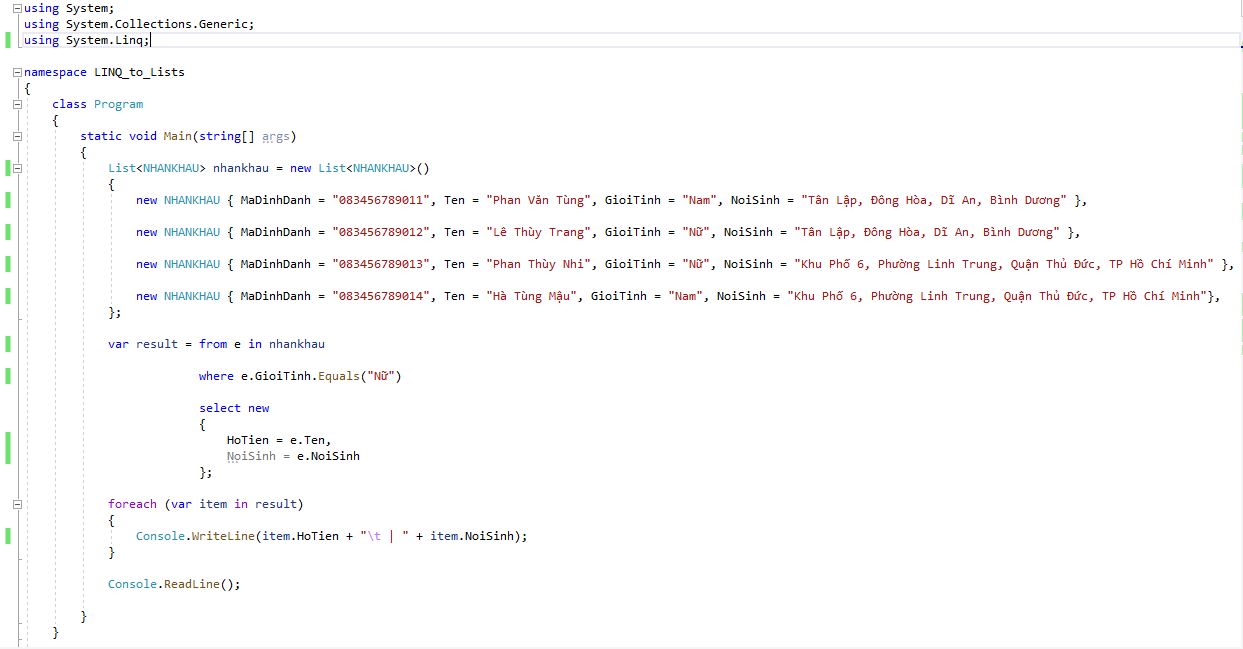 using System;
using System.Collections.Generic;
using System.Linq;
namespace LINQ_to_Lists
{
class Program
{
static void Main(string[] args)
{
List<NHANKHAU> nhankhau = new List<NHANKHAU>()
{
new NHANKHAU { MaDinhDanh = "083456789011", Ten = "Phan Văn Tùng", GioiTinh = "Nam", NoiSinh = "Tân Lập, Đông Hòa, Dĩ An, Bình Dương" },
new NHANKHAU { MaDinhDanh = "083456789012", Ten = "Lê Thùy Trang", GioiTinh = "Nữ", NoiSinh = "Tân Lập, Đông Hòa, Dĩ An, Bình Dương" },
new NHANKHAU { MaDinhDanh = "083456789013", Ten = "Phan Thùy Nhi", GioiTinh = "Nữ", NoiSinh = "Khu Phố 6, Phường Linh Trung, Quận Thủ Đức, TP Hồ Chí Minh" },
new NHANKHAU { MaDinhDanh = "083456789014", Ten = "Hà Tùng Mậu", GioiTinh = "Nam", NoiSinh = "Khu Phố 6, Phường Linh Trung, Quận Thủ Đức, TP Hồ Chí Minh"},
};
var result = from e in nhankhau
where e.GioiTinh.Equals("Nữ")
select new
{
HoTien = e.Ten,
NoiSinh = e.NoiSinh
};
foreach (var item in result)
{
Console.WriteLine(item.HoTien + "\t | " + item.NoiSinh);
}
Console.ReadLine();
}
}